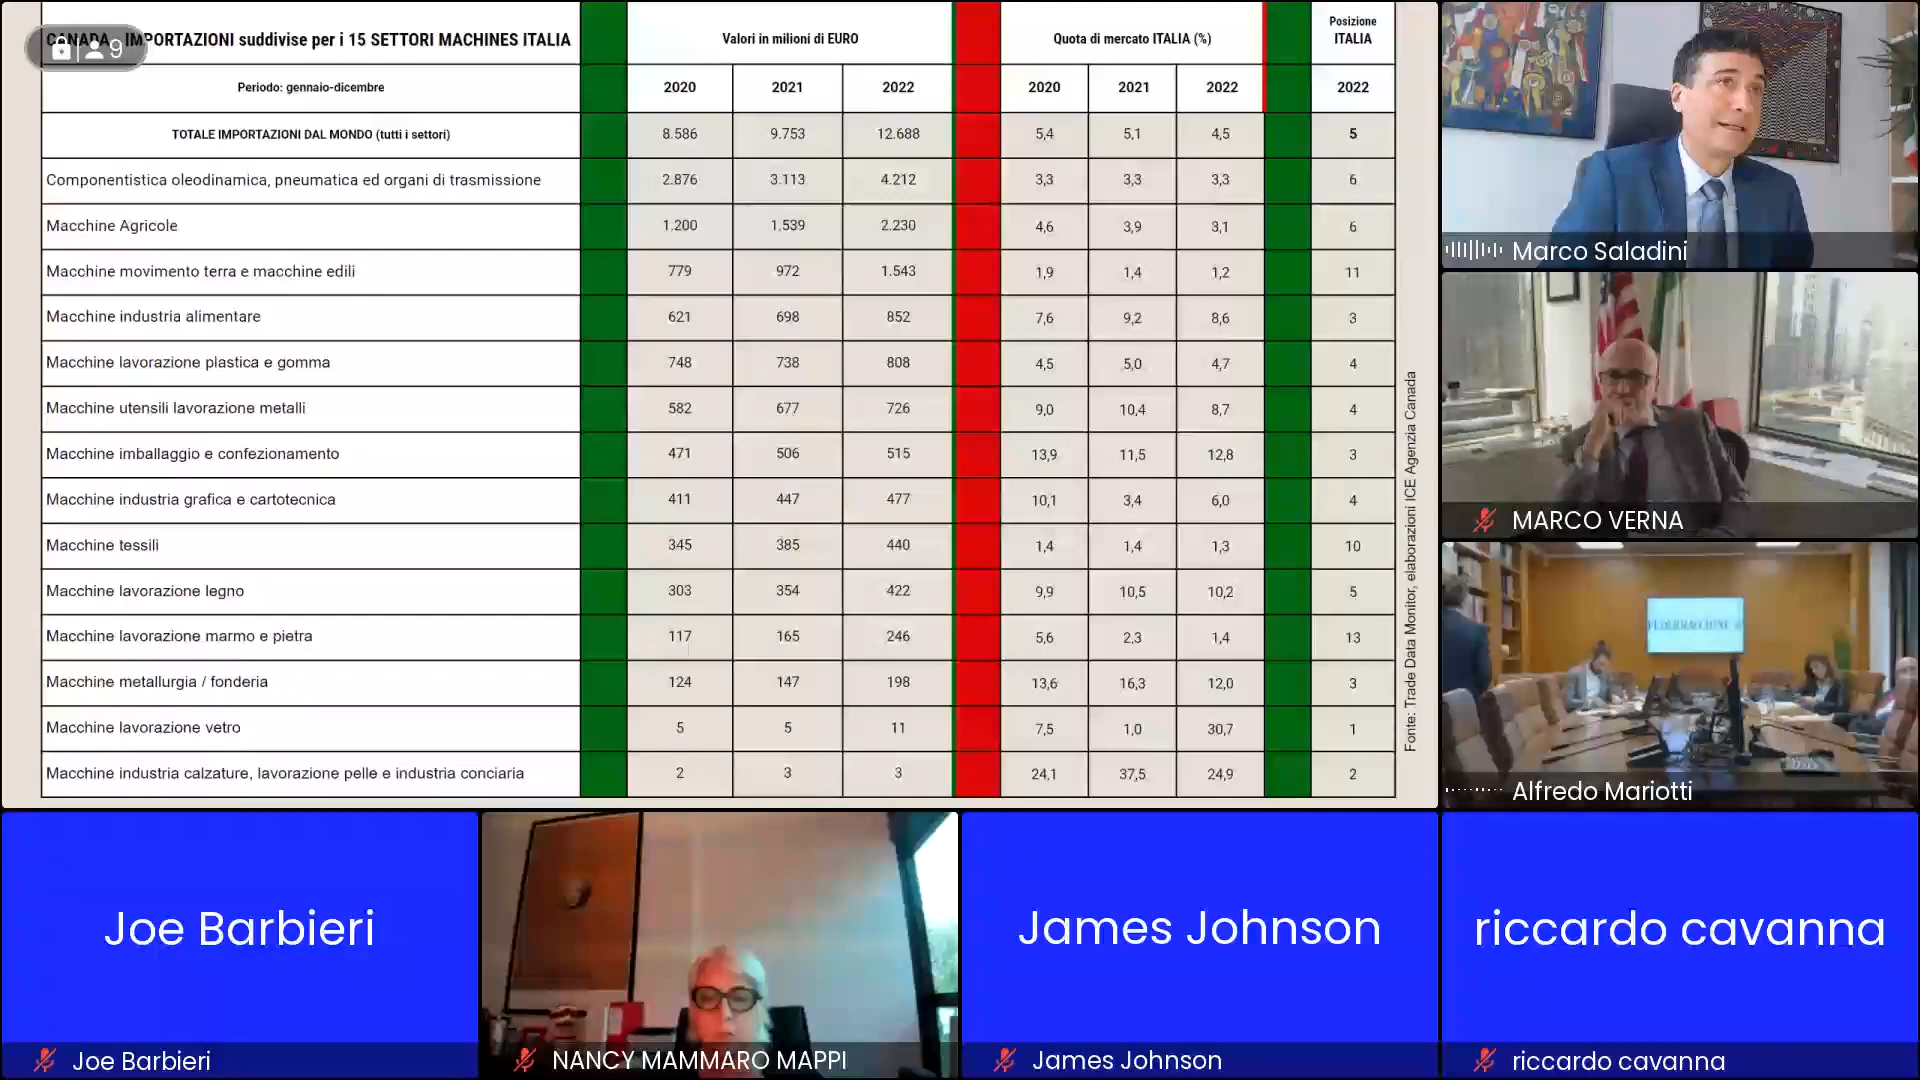 CANADA - IMPORTAZIONI suddivise per i 15 SETTORI MACHINES ITALIA
9
Valori in milioni di EURO
Quota di mercato ITALIA (%)
Posizione
ITALIA
Periodo: gennaio-dicembre 2020 2021 2022 2020 2021 2022 2022
TOTALE IMPORTAZIONI DAL MONDO (tutti i settori) 8.586 9.753 12.688 5,4 5,1 4,5 5
Componentistica oleodinamica, pneumatica ed organi di trasmissione 2.876 3.113 4.212 3,3 3,3 3,3 6
Macchine Agricole 1.200 1.539 2.230 4,6 3,9 3,1 6
Macchine movimento terra e macchine edili 779 972 1.543 1,9 1,4 1,2 11
Macchine industria alimentare 621 698 852 7,6 9,2 8,6 3
Macchine lavorazione plastica e gomma 748 738 808 4,5 5,0 4,7 4
Macchine utensili lavorazione metalli 582 677 726 9,0 10,4 8,7 4
Macchine imballaggio e confezionamento 471 506 515 13,9 11,5 12,8 3
Macchine industria grafica e cartotecnica 411 447 477 10,1 3,4 6,0 4
Macchine tessili 345 385 440 1,4 1,4 1,3 10
Macchine lavorazione legno 303 354 422 9,9 10,5 10,2 5
Macchine lavorazione marmo e pietra 117 165 246 5,6 2,3 1,4 13
Macchine metallurgia / fonderia 124 147 198 13,6 16,3 12,0 3
Macchine lavorazione vetro 5 5 11 7,5 1,0 30,7 1
Macchine industria calzature, lavorazione pelle e industria conciaria 2 3 3 24,1 37,5 24,9 2
Fonte: Trade Data Monitor, elaborazioni ICE Agenzia Canada
Marco Saladini
MARCO VERNA
FEDERMACCHINE
Alfredo Mariotti
Joe Barbieri
Joe Barbieri
NANCY MAMMARO MAPPI
James Johnson
James Johnson
riccardo cavanna
riccardo cavanna